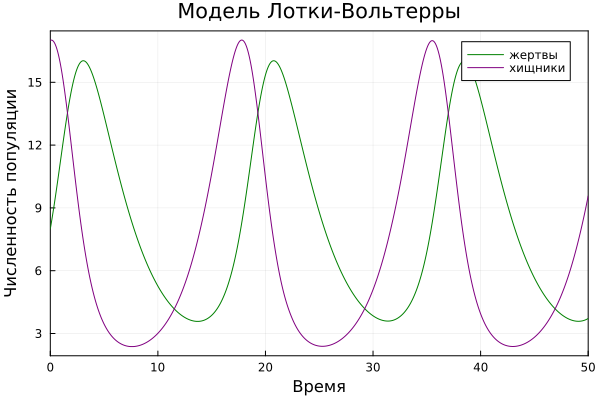 Модель Лотки-Вольтерры
Численность популяции
15
12
9
6
3
жертвы
хищники
0
10
20
30
40
50
Время